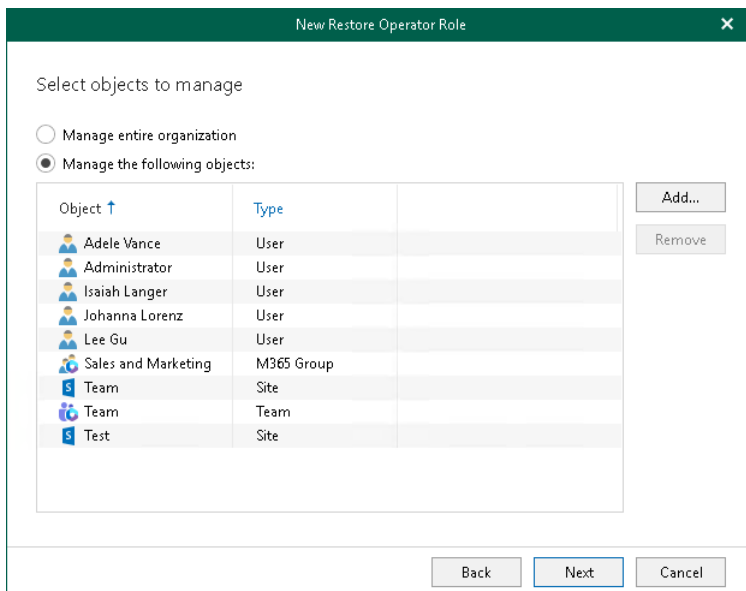 New Restore Operator Role
Select objects to manage
Manage entire organization
Manage the following objects:
Object ↑ Type
Adele Vance User
Administrator User
Isaiah Langer User
Johanna Lorenz User
Lee Gu User
Sales and Marketing M365 Group
Team Site
Team Team
Test Site
Add...
Remove
Back Next Cancel